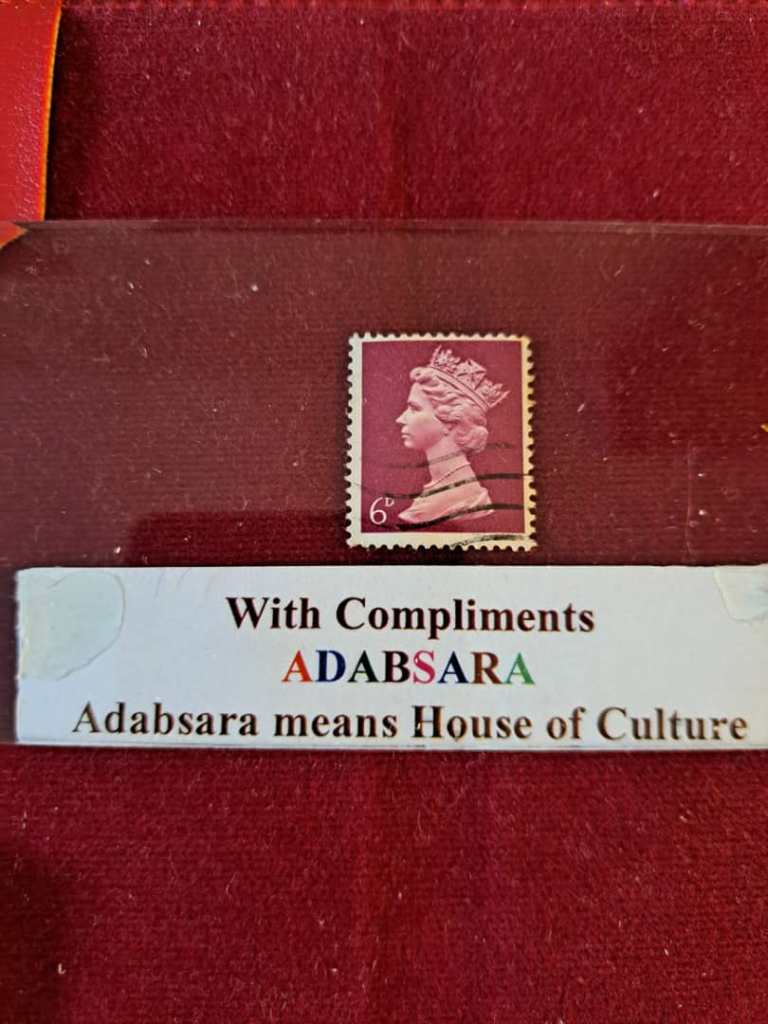 6D
With Compliments
ADABSARA
Adabsara means House of Culture